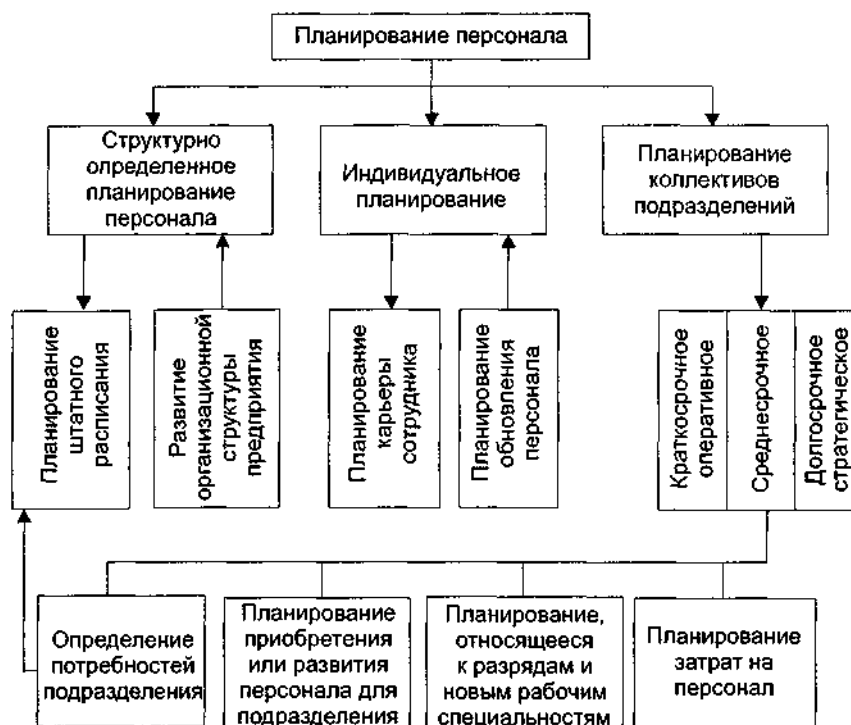 Планирование персонала
Структурно
определенное
планирование
персонала
Индивидуальное
планирование
Планирование
коллективов
подразделений
Планирование
штатного
расписания
Развитие
организационной
структуры
предприятия
Планирование
карьеры
сотрудника
Планирование
обновления
персонала
Краткосрочное
оперативное
Среднесрочное
Долгосрочное
стратегическое
Определение
потребностей
подразделения
Планирование
приобретения
или развития
персонала для
подразделения
Планирование,
относящееся
к разрядам и
новым рабочим
специальностям
Планирование
затрат на
персонал